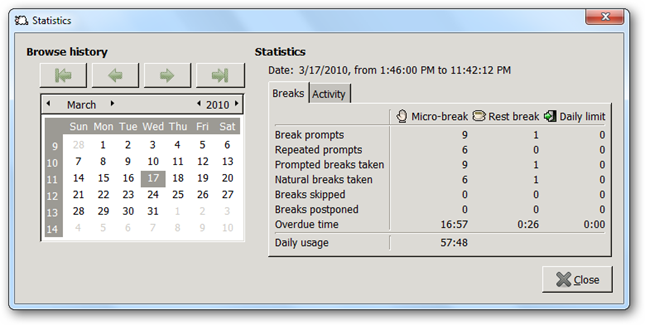 Statistics
Browse history
March 2010
Sun Mon Tue Wed Thu Fri Sat
9 28 1 2 3 4 5 6
10 7 8 9 10 11 12 13
11 14 15 16 17 18 19 20
12 21 22 23 24 25 26 27
13 28 29 30 31 1 2 3
14 4 5 6 7 8 9 10
Statistics
Date: 3/17/2010, from 1:46:00 PM to 11:42:12 PM
Breaks Activity
Micro-break Rest break Daily limit
Break prompts 9 1 0
Repeated prompts 6 0 0
Prompted breaks taken 9 1 0
Natural breaks taken 6 1 0
Breaks skipped 0 0 0
Breaks postponed 0 0 0
Overdue time 16:57 0:26 0:00
Daily usage 57:48
Close